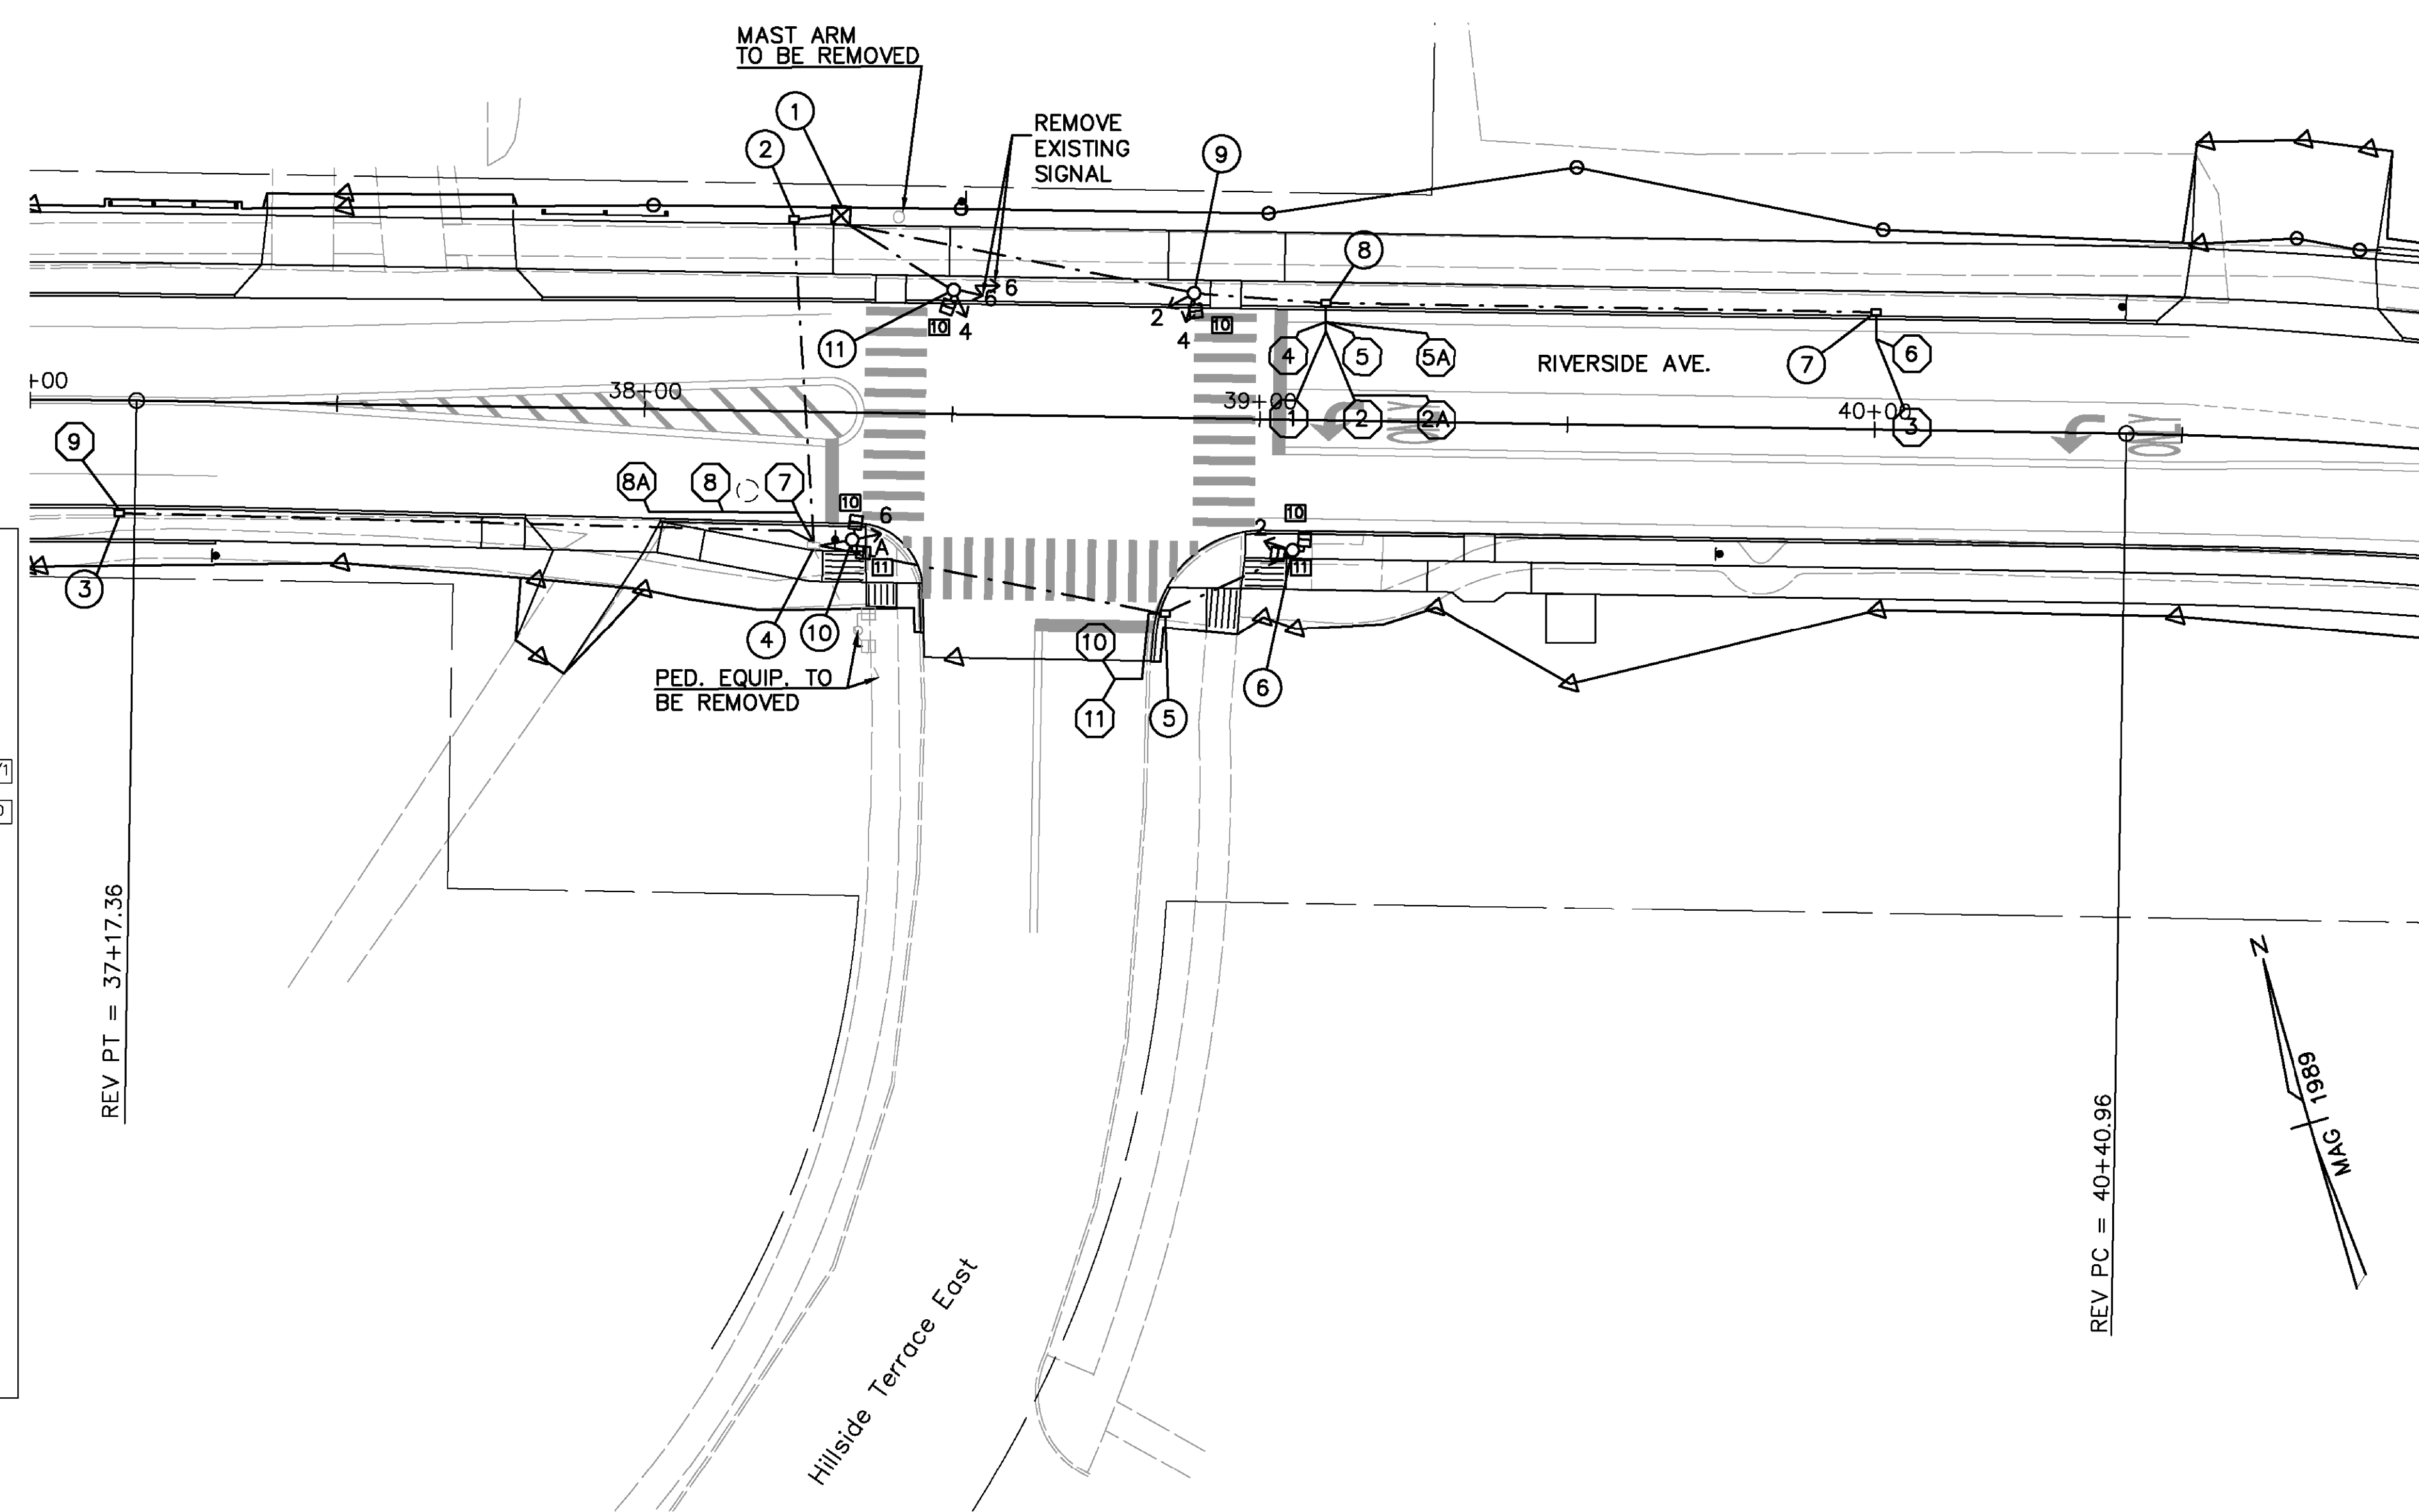 MAST ARM
TO BE REMOVED
1
2
REMOVE
EXISTING
SIGNAL
9
8
6
6
10
4
2
4
10
11
4
5
5A
RIVERSIDE AVE.
7
6
+00
38+00
39+00
40+00
1
2
2A
3
ONLY
ONLY
9
8A
8
7
10
6
A
11
10
2
11
3
4
10
10
11
5
6
PED. EQUIP. TO
BE REMOVED
REV PT = 37+17.36
REV PC = 40+40.96
N
MAG 1989
Hillside Terrace East